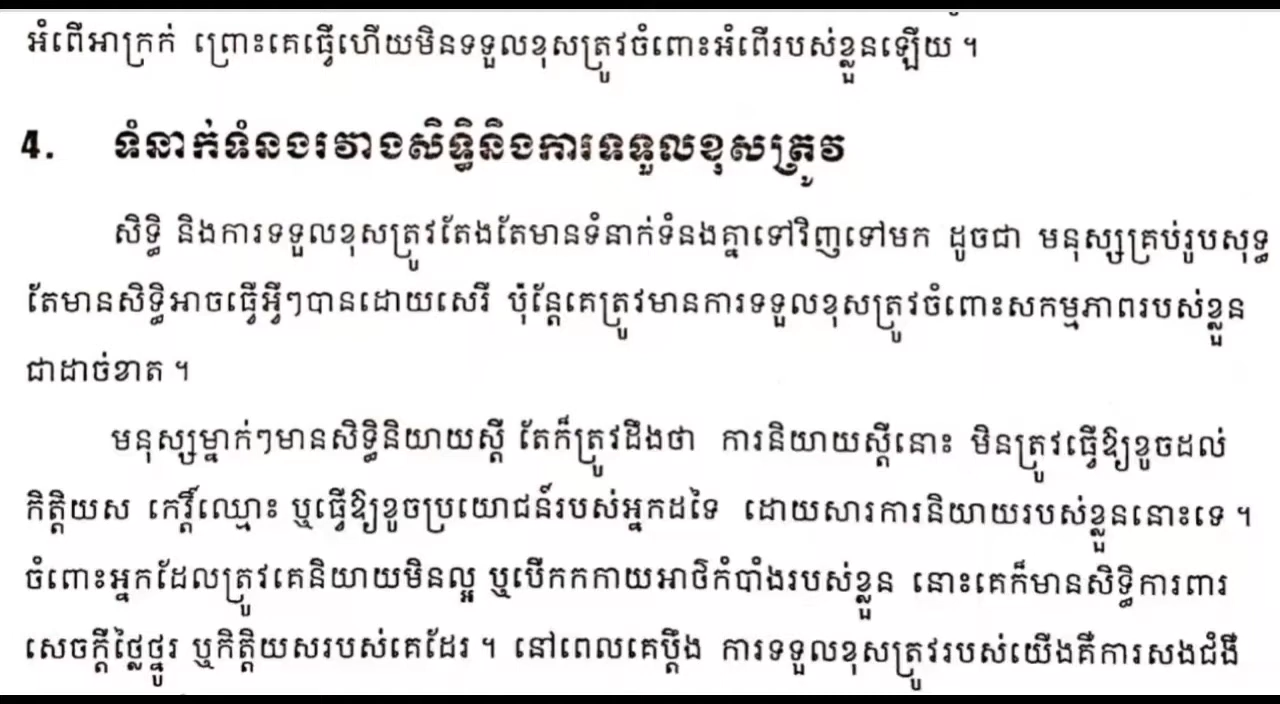 អំពើអាក្រក់ ព្រោះគេធ្វើហើយមិនទទួលខុសត្រូវចំពោះអំពើរបស់ខ្លួនឡើយ ។
4. ទំនាក់ទំនងរវាងសិទ្ធិនិងការទទួលខុសត្រូវ
សិទ្ធិ និងការទទួលខុសត្រូវតែងតែមានទំនាក់ទំនងគ្នាទៅវិញទៅមក ដូចជា មនុស្សគ្រប់រូបសុទ្ធ
តែមានសិទ្ធិអាចធ្វើអ្វីៗបានដោយសេរី ប៉ុន្តែគេត្រូវមានការទទួលខុសត្រូវចំពោះសកម្មភាពរបស់ខ្លួន
ជាដាច់ខាត ។
មនុស្សម្នាក់ៗមានសិទ្ធិនិយាយស្តី តែក៏ត្រូវដឹងថា ការនិយាយស្តីនោះ មិនត្រូវធ្វើឱ្យខូចដល់
កិត្តិយស កេរ្តិ៍ឈ្មោះ ឬធ្វើឱ្យខូចប្រយោជន៍របស់អ្នកដទៃ ដោយសារការនិយាយរបស់ខ្លួននោះទេ ។
ចំពោះអ្នកដែលត្រូវគេនិយាយមិនល្អ ឬបើកកកាយអាថ៌កំបាំងរបស់ខ្លួន នោះគេក៏មានសិទ្ធិការពារ
សេចក្តីថ្លៃថ្នូរ ឬកិត្តិយសរបស់គេដែរ ។ នៅពេលគេប្តឹង ការទទួលខុសត្រូវរបស់យើងគឺការសងជំងឺ